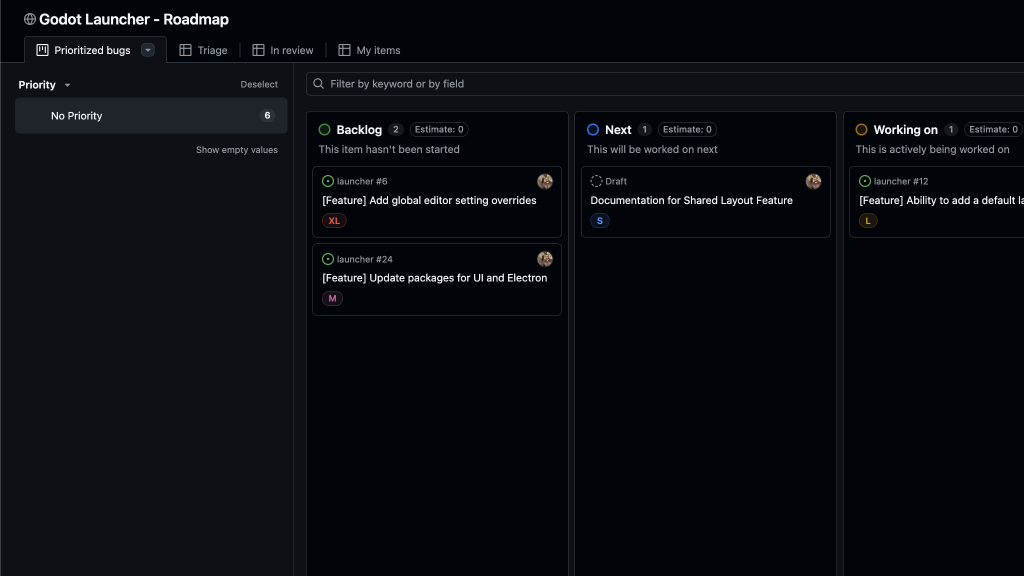 Godot Launcher - Roadmap
Prioritized bugs
Triage
In review
My items
Priority
Deselect
No Priority
6
Show empty values
Filter by keyword or by field
Backlog
2
Estimate: 0
This item hasn't been started
launcher #6
[Feature] Add global editor setting overrides
XL
launcher #24
[Feature] Update packages for UI and Electron
M
Next
1
Estimate: 0
This will be worked on next
Draft
Documentation for Shared Layout Feature
S
Working on
1
Estimate: 0
This is actively being worked on
launcher #12
[Feature] Ability to add a default
L